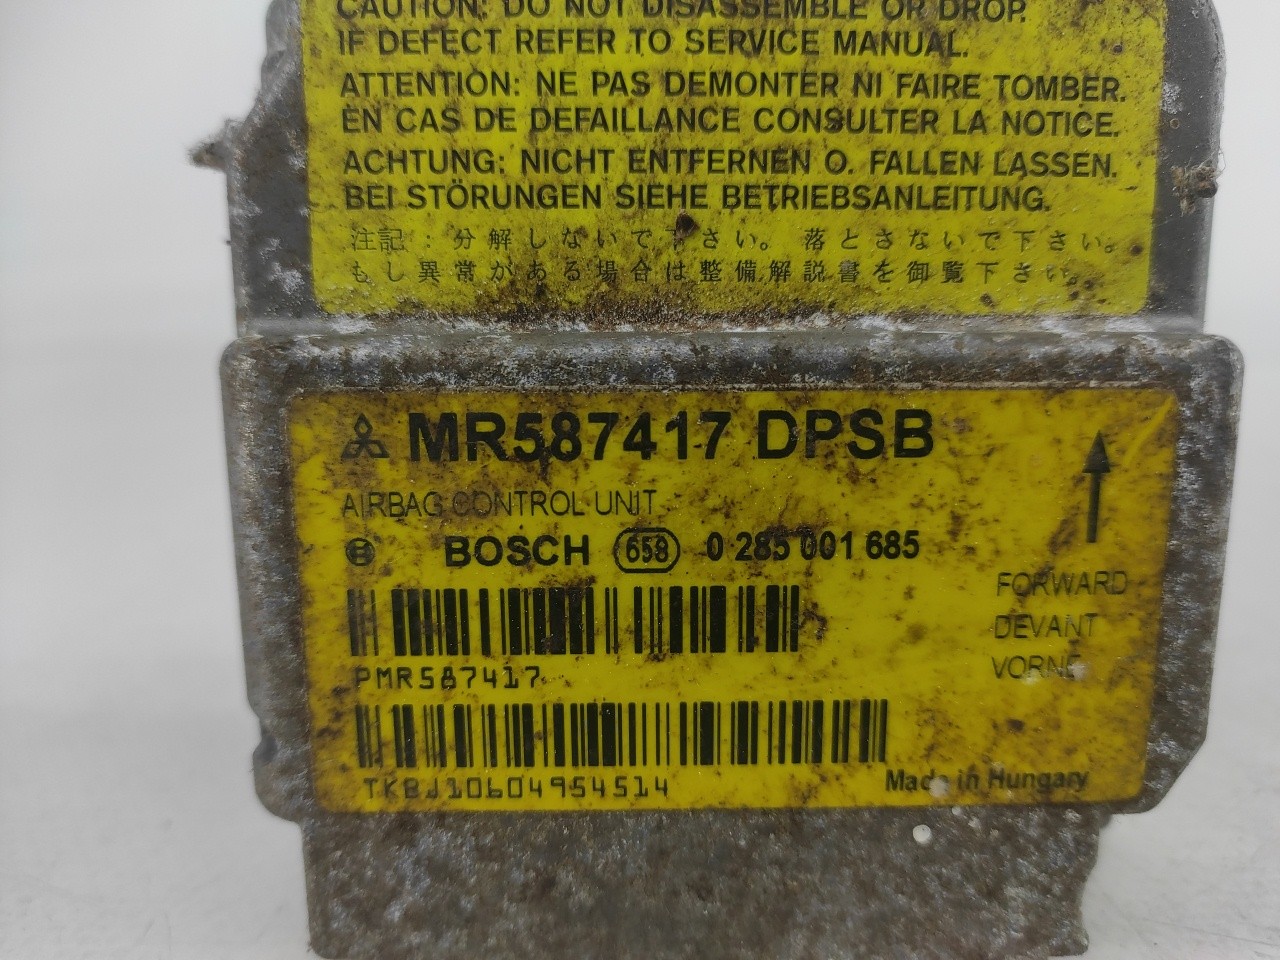 CAUTION: DO NOT DISASSEMBLE OR DROP.
IF DEFECT REFER TO SERVICE MANUAL.
ATTENTION: NE PAS DEMONTER NI FAIRE TOMBER.
EN CAS DE DEFAILLANCE CONSULTER LA NOTICE.
ACHTUNG: NICHT ENTFERNEN O. FALLEN LASSEN.
BEI STÖRUNGEN SIEHE BETRIEBSANLEITUNG.
注記：分解しないで下さい。落とさないで下さい。
もし異常がある場合は整備解説書を御覧下さい。
MR587417 DPSB
AIRBAG CONTROL UNIT
BOSCH 658 0 285 001 685
FORWARD
DEVANT
VORNE
PMR587417
TKBJ10604954514
Made in Hungary